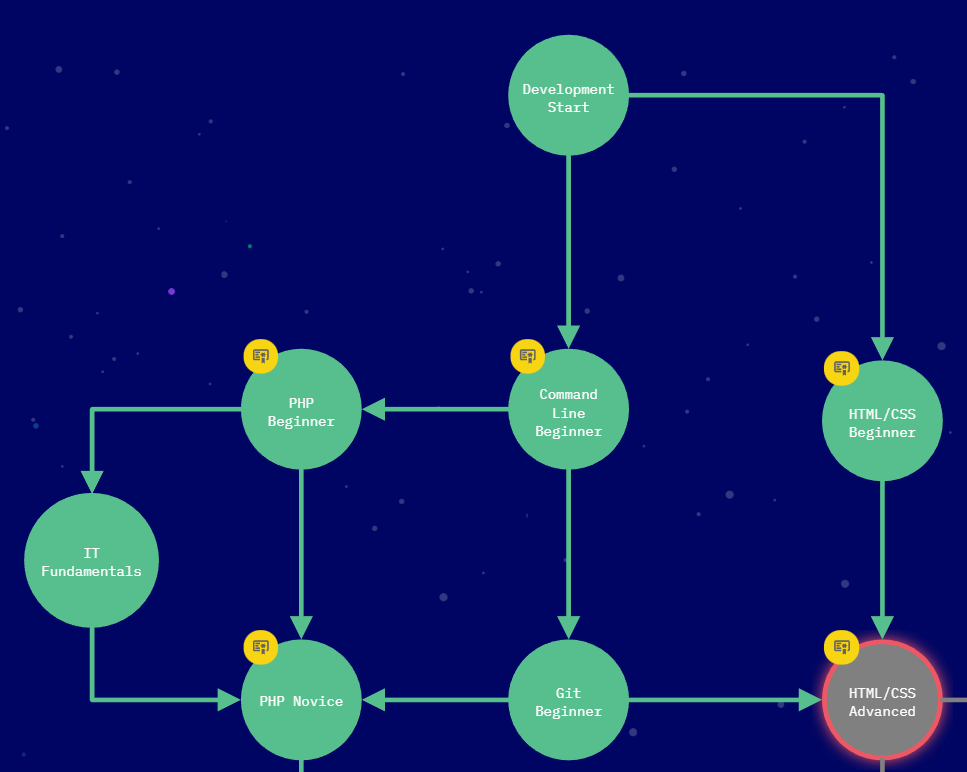 Development
Start
PHP
Beginner
Command
Line
Beginner
HTML/CSS
Beginner
IT
Fundamentals
PHP Novice
Git
Beginner
HTML/CSS
Advanced